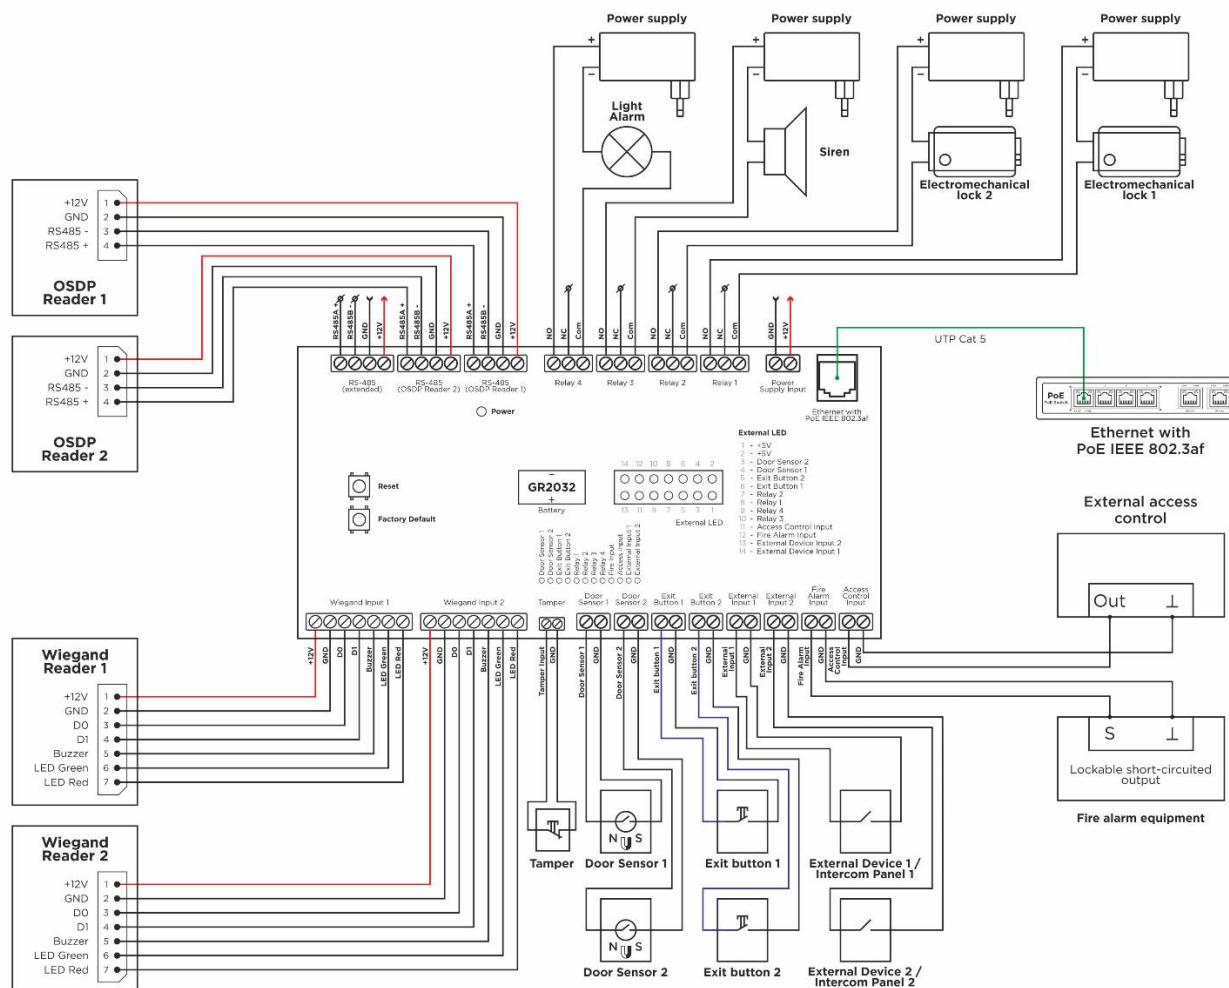 Power supply
Power supply
Power supply
Power supply
+
−
+
−
+
−
+
−
Light
Alarm
Siren
Electromechanical
lock 2
Electromechanical
lock 1
+12V 1
GND 2
RS485 - 3
RS485 + 4
OSDP
Reader 1
+12V 1
GND 2
RS485 - 3
RS485 + 4
OSDP
Reader 2
RS485A +
RS485B -
GND
+12V
RS485A +
RS485B -
GND
+12V
RS485A +
RS485B -
GND
+12V
NO
NC
Com
NO
NC
Com
NO
NC
Com
NO
NC
Com
GND
+12V
RS-485
(extended)
RS-485
(OSDP Reader 2)
RS-485
(OSDP Reader 1)
Relay 4
Relay 3
Relay 2
Relay 1
Power
Supply Input
Ethernet with
PoE IEEE 802.3af
UTP Cat 5
PoE
PoE Switch
Ethernet with
PoE IEEE 802.3af
Power
Reset
Factory Default
−
GR2032
+
Battery
14 12 10 8 6 4 2
13 11 9 7 5 3 1
External LED
External LED
1 - +5V
2 - +5V
3 - Door Sensor 2
4 - Door Sensor 1
5 - Exit Button 2
6 - Exit Button 1
7 - Relay 2
8 - Relay 1
9 - Relay 4
10 - Relay 3
11 - Access Control Input
12 - Fire Alarm Input
13 - External Device Input 2
14 - External Device Input 1
Door Sensor 1
Door Sensor 2
Exit Button 1
Exit Button 2
Relay 1
Relay 2
Relay 3
Relay 4
Fire Input
Access Input
External Input 1
External Input 2
Wiegand Input 1
Wiegand Input 2
Tamper
Door
Sensor 1
Door
Sensor 2
Exit
Button 1
Exit
Button 2
External
Input 1
External
Input 2
Fire
Alarm
Input
Access
Control
Input
+12V
GND
D0
D1
Buzzer
LED Green
LED Red
+12V
GND
D0
D1
Buzzer
LED Green
LED Red
Tamper Input
GND
Door Sensor 1
GND
Door Sensor 2
GND
Exit button 1
GND
Exit button 2
GND
External
Input 1
GND
External
Input 2
GND
Fire Alarm
Input
GND
Access
Control
Input
GND
External access
control
Out
S
Lockable short-circuited
output
Fire alarm equipment
Wiegand
Reader 1
+12V 1
GND 2
D0 3
D1 4
Buzzer 5
LED Green 6
LED Red 7
Wiegand
Reader 2
+12V 1
GND 2
D0 3
D1 4
Buzzer 5
LED Green 6
LED Red 7
Tamper
N S
Door Sensor 1
Exit button 1
External Device 1 /
Intercom Panel 1
N S
Door Sensor 2
Exit button 2
External Device 2 /
Intercom Panel 2